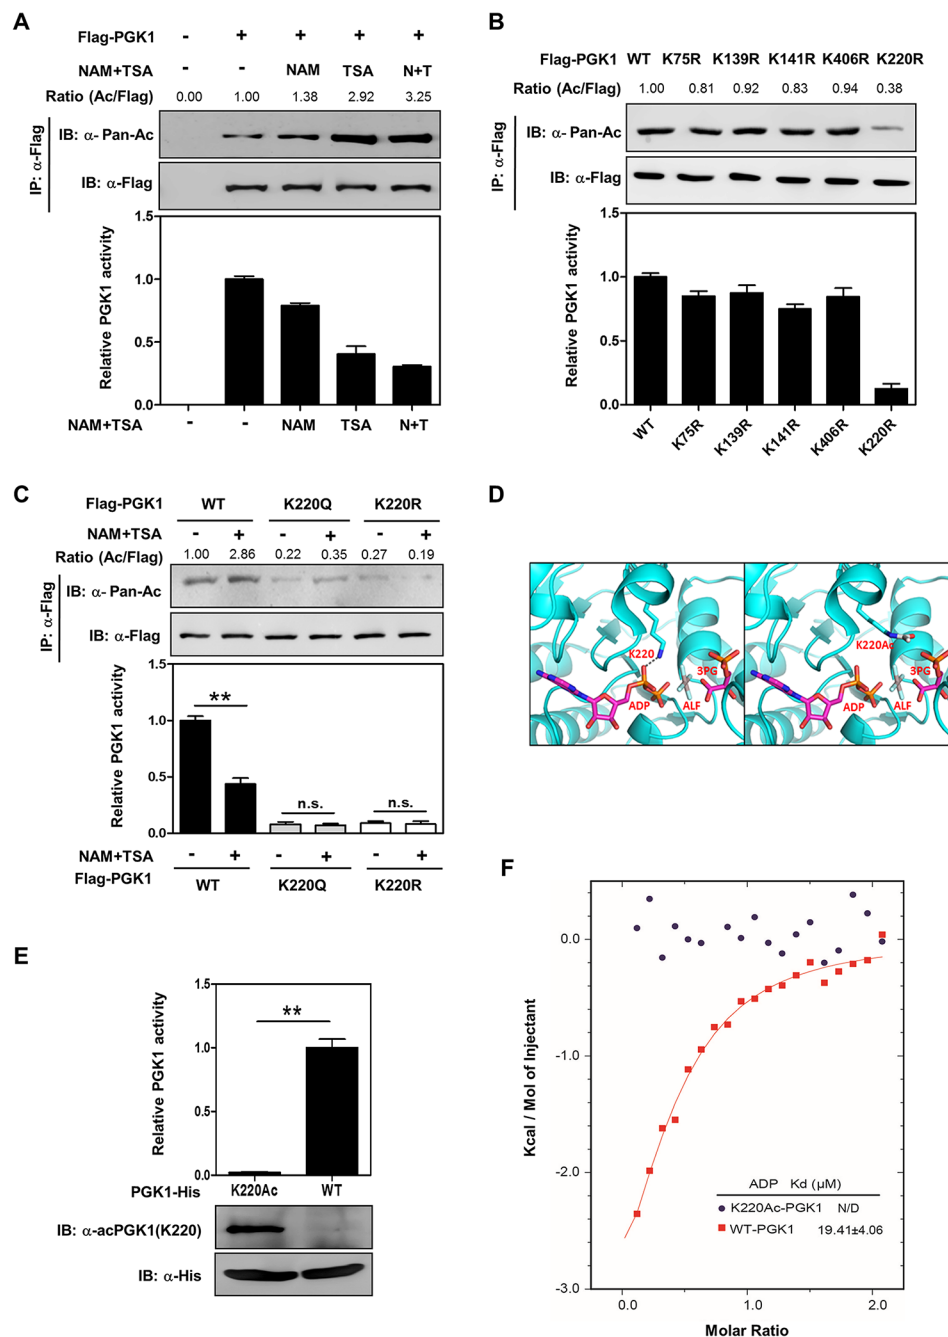 A
Flag-PGK1 - + + + +
NAM+TSA - - NAM TSA N+T
Ratio (Ac/Flag) 0.00 1.00 1.38 2.92 3.25
IP: α-Flag
IB: α- Pan-Ac
IB: α-Flag
Relative PGK1 activity
1.5
1.0
0.5
0.0
NAM+TSA - - NAM TSA N+T
B
Flag-PGK1 WT K75R K139R K141R K406R K220R
Ratio (Ac/Flag) 1.00 0.81 0.92 0.83 0.94 0.38
IP: α-Flag
IB: α- Pan-Ac
IB: α-Flag
Relative PGK1 activity
1.5
1.0
0.5
0.0
WT K75R K139R K141R K406R K220R
C
Flag-PGK1 WT K220Q K220R
NAM+TSA - + - + - +
Ratio (Ac/Flag) 1.00 2.86 0.22 0.35 0.27 0.19
IP: α-Flag
IB: α- Pan-Ac
IB: α-Flag
Relative PGK1 activity
1.5
1.0
0.5
0.0
** n.s. n.s.
NAM+TSA - + - + - +
Flag-PGK1 WT K220Q K220R
D
K220
3PG
ADP ALF
K220Ac
3PG
ADP ALF
E
Relative PGK1 activity
1.5
1.0
0.5
0.0
**
PGK1-His K220Ac WT
IB: α-acPGK1(K220)
IB: α-His
F
Kcal / Mol of Injectant
0.0
-1.0
-2.0
-3.0
ADP Kd (µM)
K220Ac-PGK1 N/D
WT-PGK1 19.41±4.06
0.0 1.0 2.0
Molar Ratio